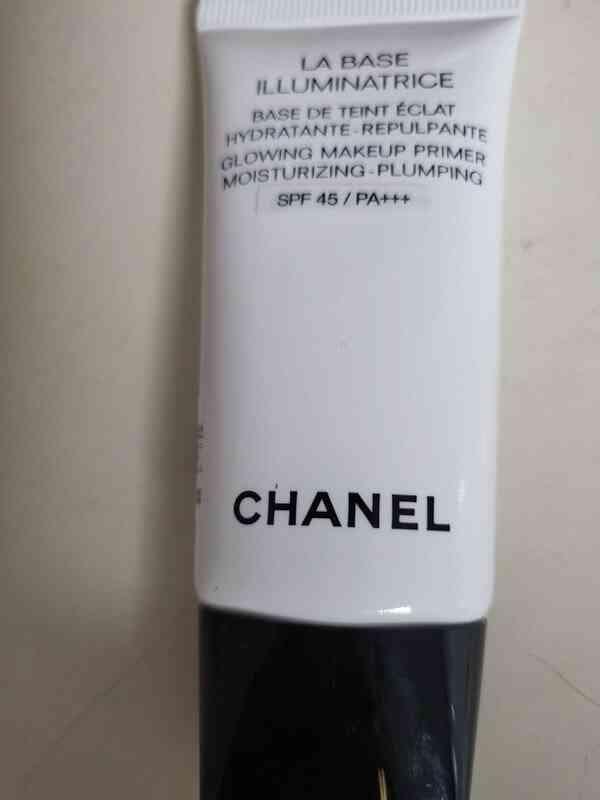 LA BASE
ILLUMINATRICE
BASE DE TEINT ÉCLAT
HYDRATANTE-REPULPANTE
GLOWING MAKEUP PRIMER
MOISTURIZING-PLUMPING
SPF 45 / PA+++
CHANEL